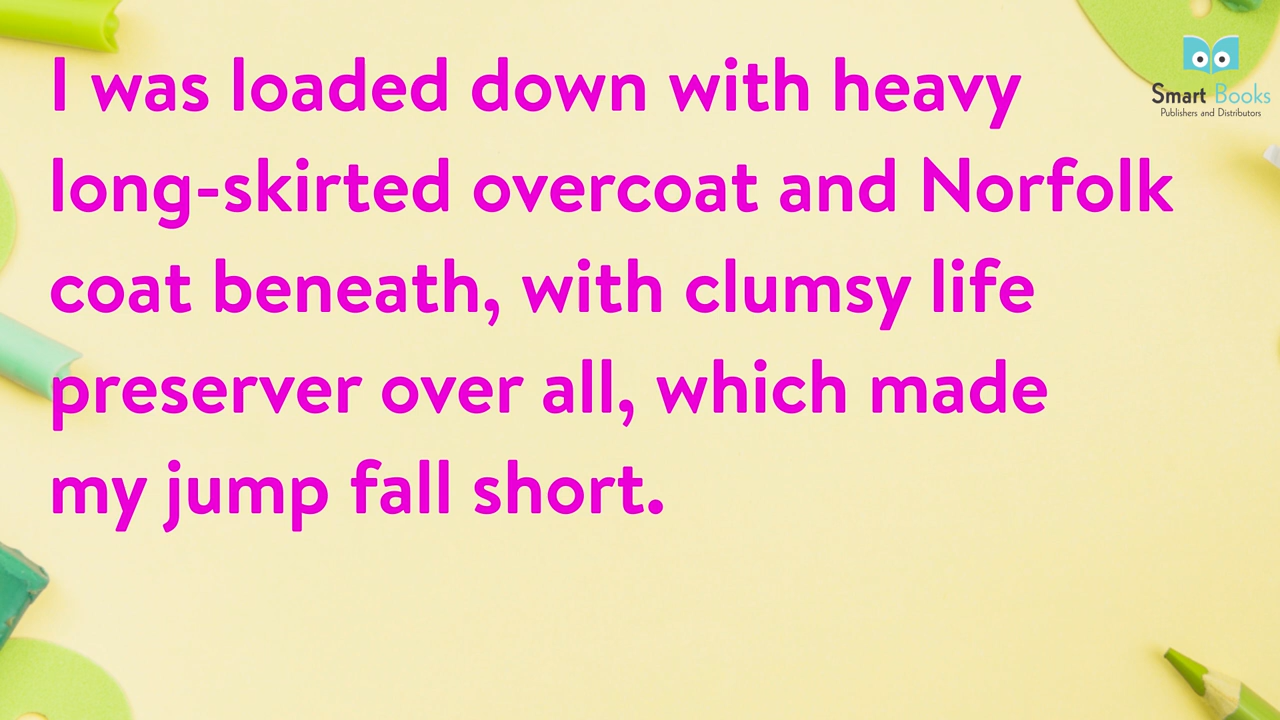 I was loaded down with heavy
long-skirted overcoat and Norfolk
coat beneath, with clumsy life
preserver over all, which made
my jump fall short.
Smart Books
Publishers and Distributors